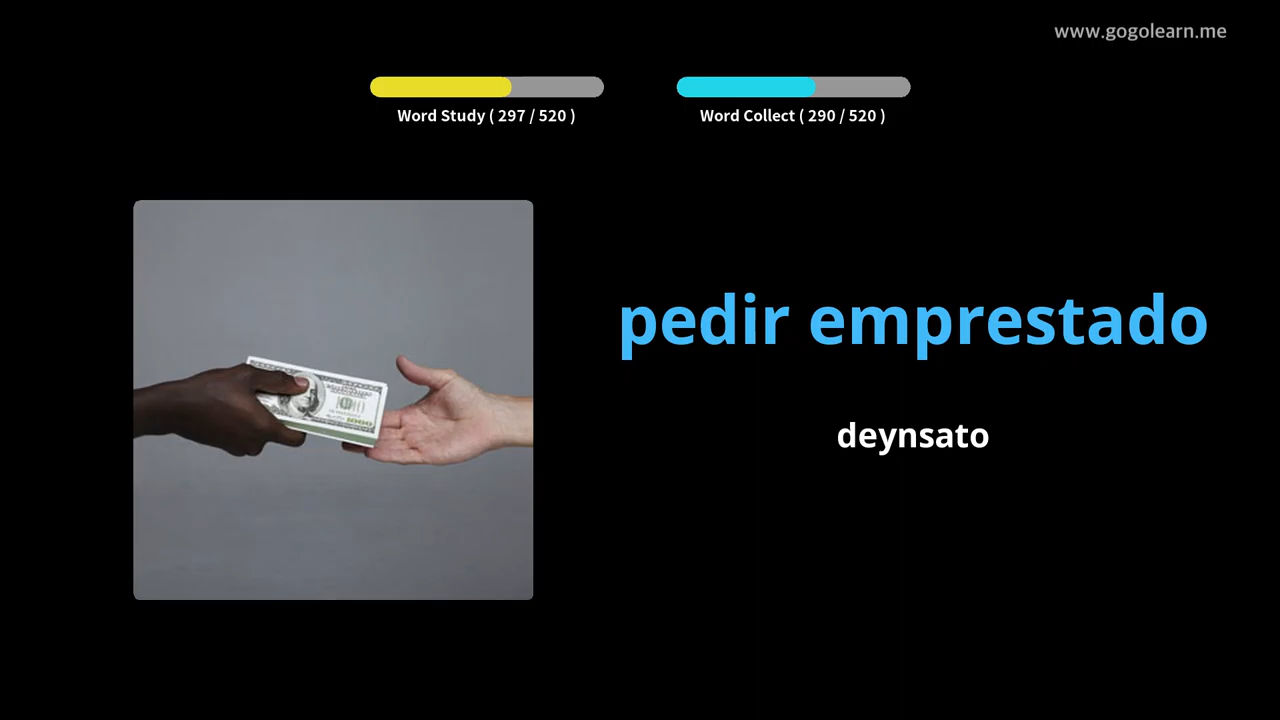 www.gogolearn.me
Word Study ( 297 / 520 )
Word Collect ( 290 / 520 )
pedir emprestado
deynsato